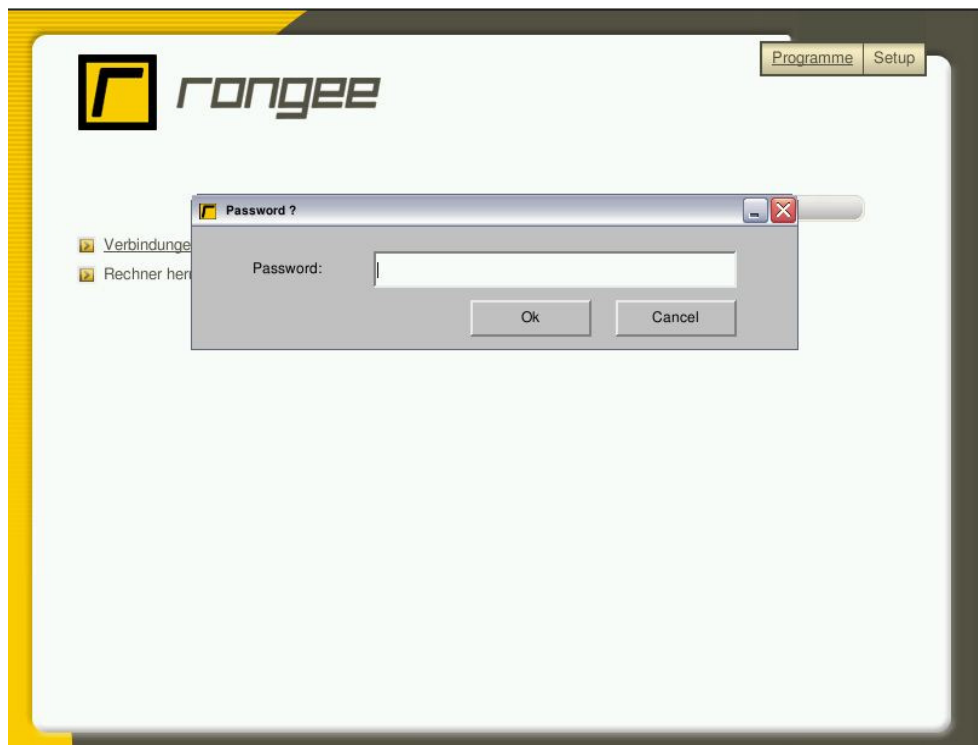 Programme Setup
rongee
Password ?
Verbindunge
Password:
Rechner her
Ok Cancel